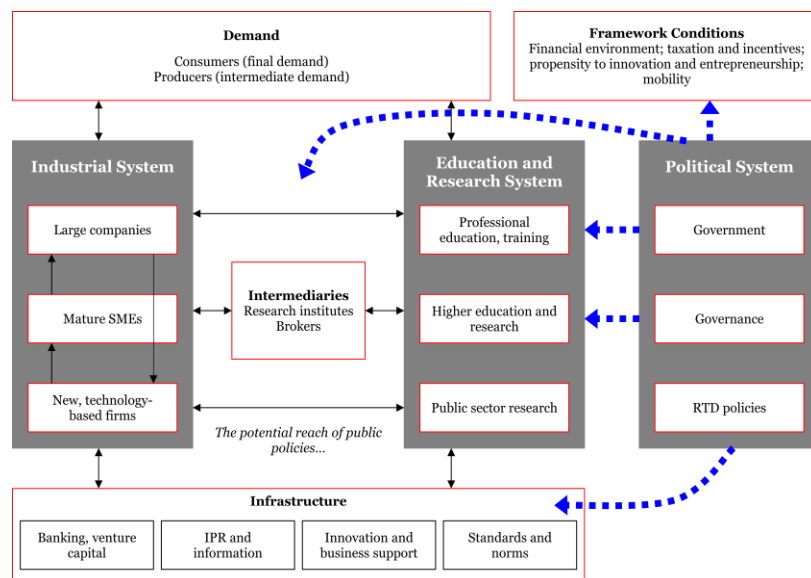 Demand
Consumers (final demand)
Producers (intermediate demand)
Framework Conditions
Financial environment; taxation and incentives;
propensity to innovation and entrepreneurship;
mobility
Industrial System
Large companies
Mature SMEs
New, technology-
based firms
Intermediaries
Research institutes
Brokers
The potential reach of public
policies...
Education and
Research System
Professional
education, training
Higher education and
research
Public sector research
Political System
Government
Governance
RTD policies
Infrastructure
Banking, venture
capital
IPR and
information
Innovation and
business support
Standards and
norms